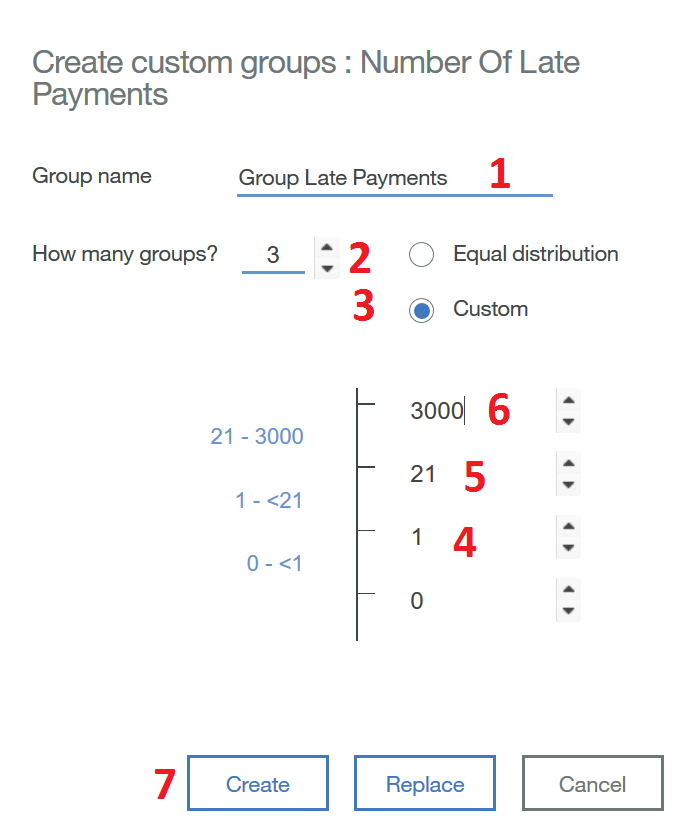 Create custom groups : Number Of Late
Payments
Group name
Group Late Payments 1
How many groups? 3 2
Equal distribution
3 Custom
3000 6
21 - 3000
21 5
1 - <21
1 4
0 - <1
0
7 Create Replace Cancel